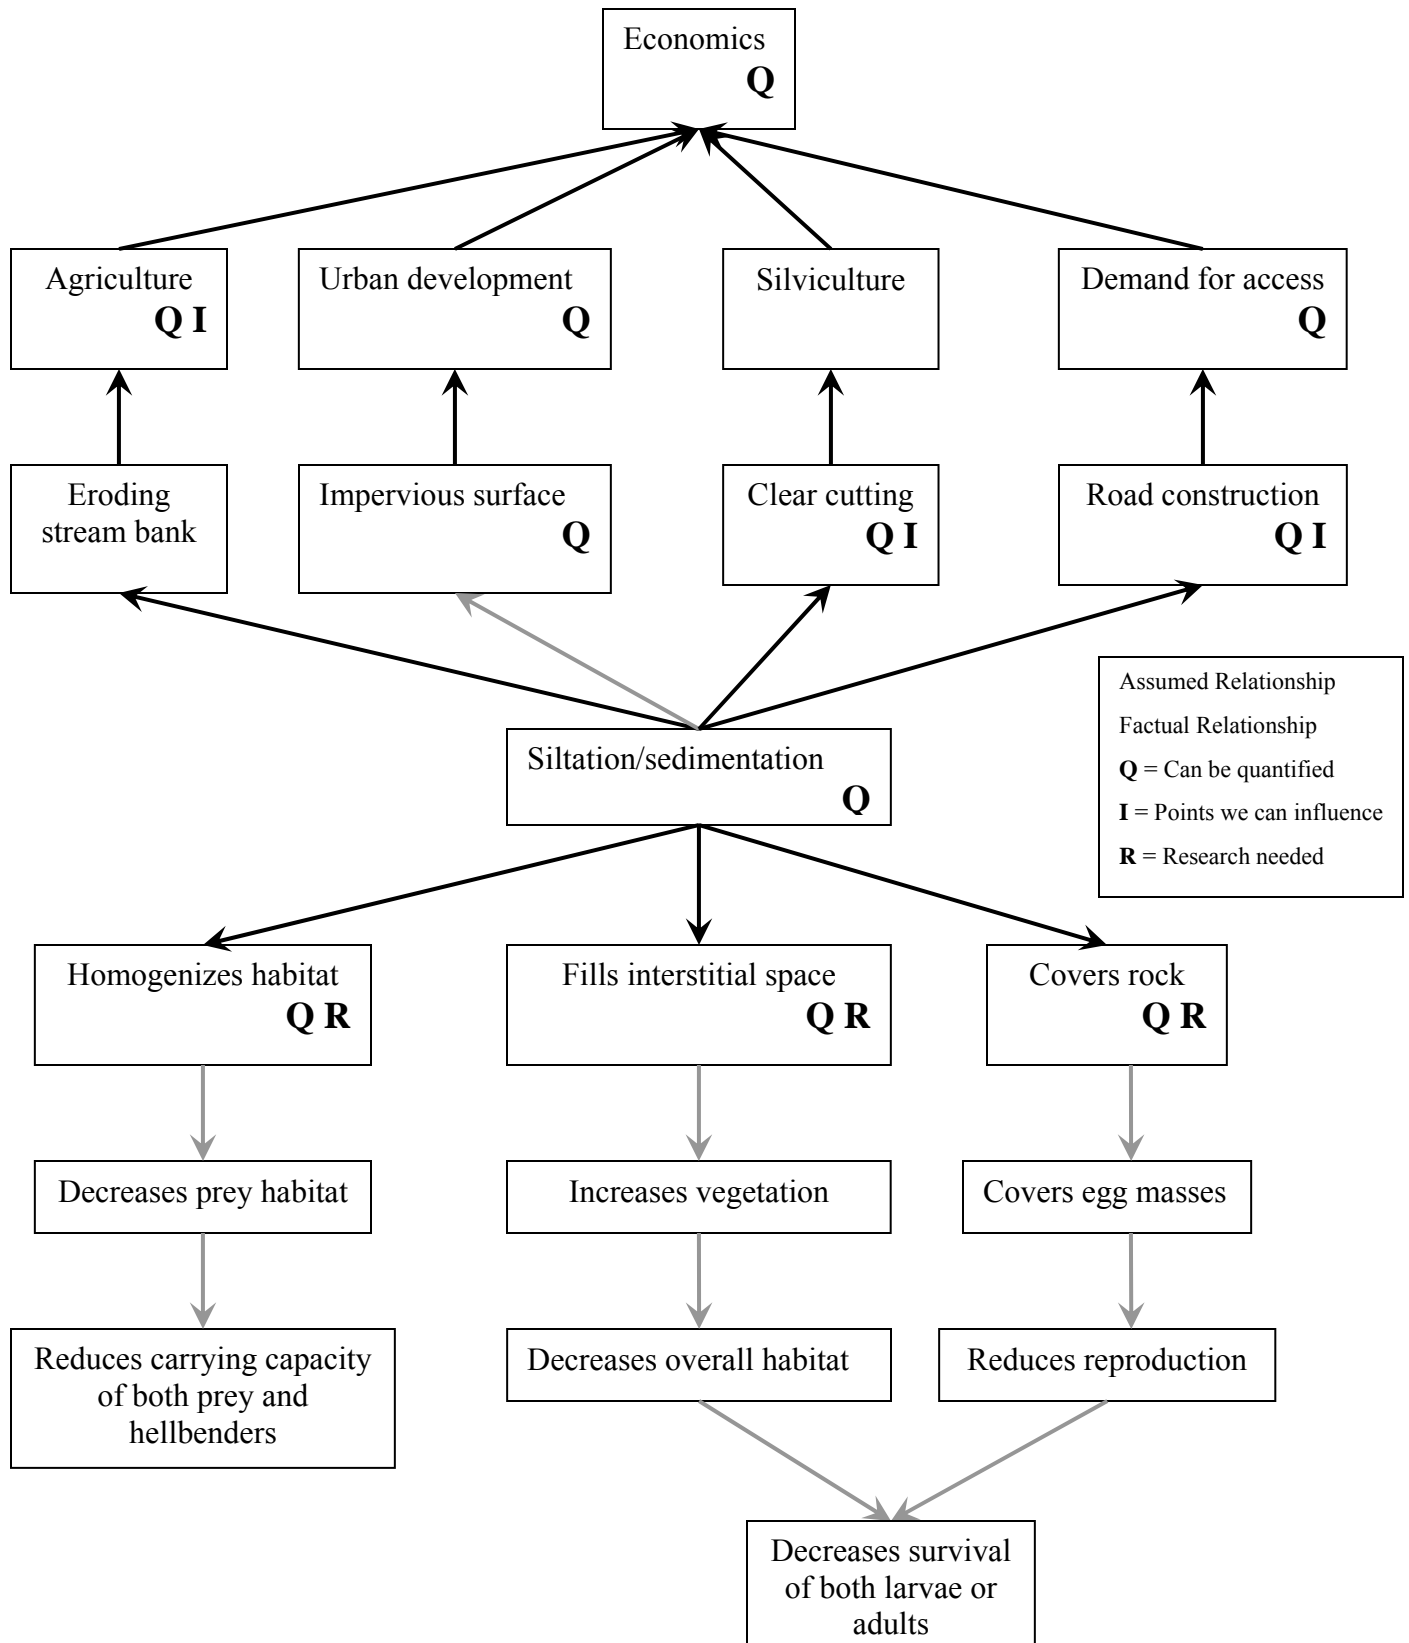 Economics
Q
Agriculture
Q I
Urban development
Q
Silviculture
Demand for access
Q
Eroding
stream bank
Impervious surface
Q
Clear cutting
Q I
Road construction
Q I
Assumed Relationship
Factual Relationship
Q = Can be quantified
I = Points we can influence
R = Research needed
Siltation/sedimentation
Q
Homogenizes habitat
Q R
Fills interstitial space
Q R
Covers rock
Q R
Decreases prey habitat
Increases vegetation
Covers egg masses
Reduces carrying capacity
of both prey and
hellbenders
Decreases overall habitat
Reduces reproduction
Decreases survival
of both larvae or
adults